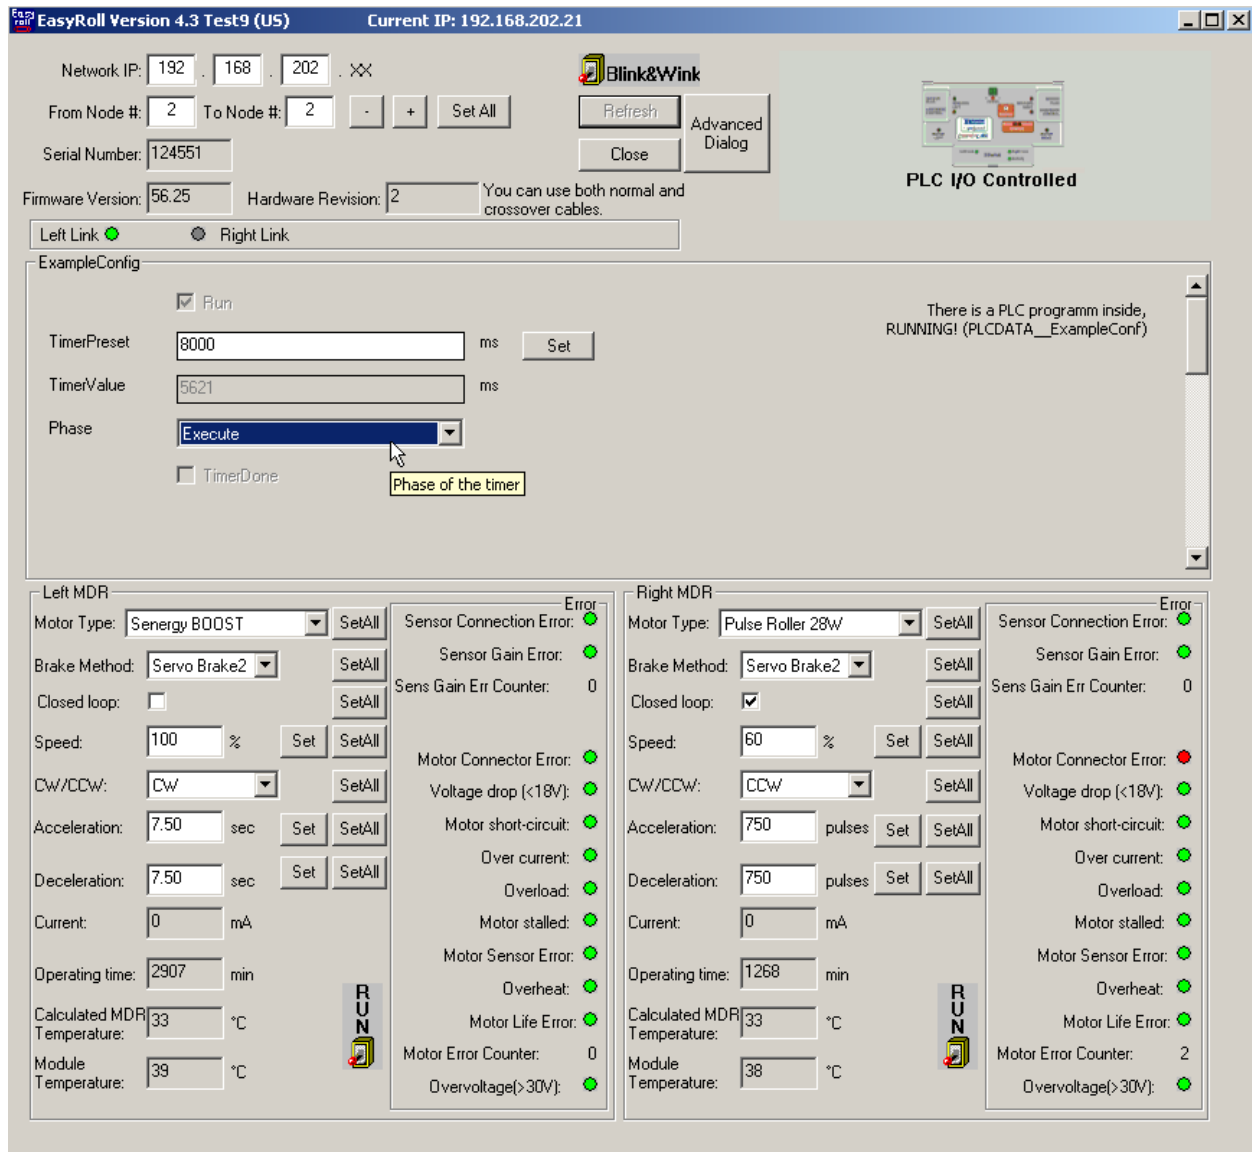 EasyRoll Version 4.3 Test9 (US) Current IP: 192.168.202.21
Network IP: 192 . 168 . 202 . XX
Blink&Wink
From Node #: 2 To Node #: 2 - + Set All
Refresh
Advanced Dialog
Serial Number: 124551
Close
PLC I/O Controlled
Firmware Version: 56.25 Hardware Revision: 2
You can use both normal and
crossover cables.
Left Link Right Link
ExampleConfig
Run
There is a PLC programm inside,
RUNNING! (PLCDATA__ExampleConf)
TimerPreset 8000 ms Set
TimerValue 5621 ms
Phase Execute
TimerDone
Phase of the timer
Left MDR
Motor Type: Senergy BOOST SetAll
Brake Method: Servo Brake2 SetAll
Closed loop: SetAll
Speed: 100 % Set SetAll
CW/CCW: CW SetAll
Acceleration: 7.50 sec Set SetAll
Deceleration: 7.50 sec Set SetAll
Current: 0 mA
Operating time: 2907 min
Calculated MDR
Temperature: 33 °C
Module
Temperature: 39 °C
RUN
Error
Sensor Connection Error:
Sensor Gain Error:
Sens Gain Err Counter: 0
Motor Connector Error:
Voltage drop (<18V):
Motor short-circuit:
Over current:
Overload:
Motor stalled:
Motor Sensor Error:
Overheat:
Motor Life Error:
Motor Error Counter: 0
Overvoltage(>30V):
Right MDR
Motor Type: Pulse Roller 28W SetAll
Brake Method: Servo Brake2 SetAll
Closed loop: SetAll
Speed: 60 % Set SetAll
CW/CCW: CCW SetAll
Acceleration: 750 pulses Set SetAll
Deceleration: 750 pulses Set SetAll
Current: 0 mA
Operating time: 1268 min
Calculated MDR
Temperature: 33 °C
Module
Temperature: 38 °C
RUN
Error
Sensor Connection Error:
Sensor Gain Error:
Sens Gain Err Counter: 0
Motor Connector Error:
Voltage drop (<18V):
Motor short-circuit:
Over current:
Overload:
Motor stalled:
Motor Sensor Error:
Overheat:
Motor Life Error:
Motor Error Counter: 2
Overvoltage(>30V):